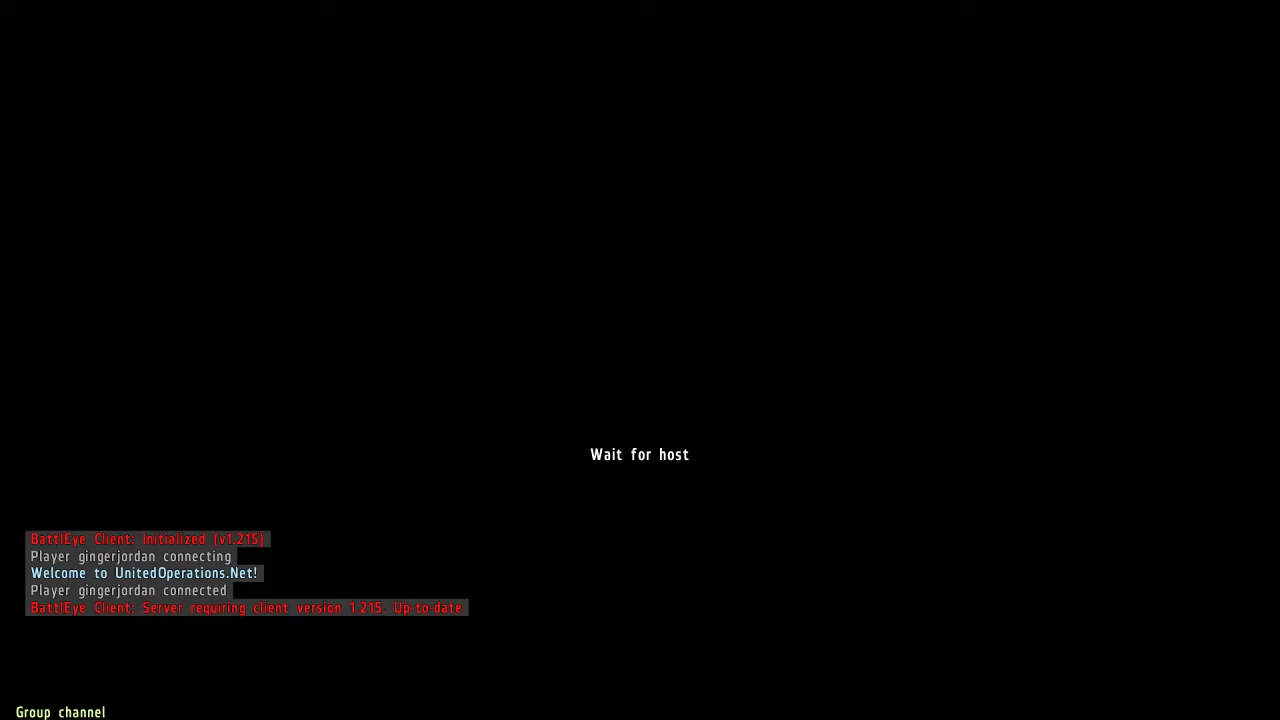 Wait for host
BattlEye Client: Initialized (v1.215)
Player gingerjordan connecting
Welcome to UnitedOperations.Net!
Player gingerjordan connected
BattlEye Client: Server requiring client version 1.215. Up-to-date
Group channel